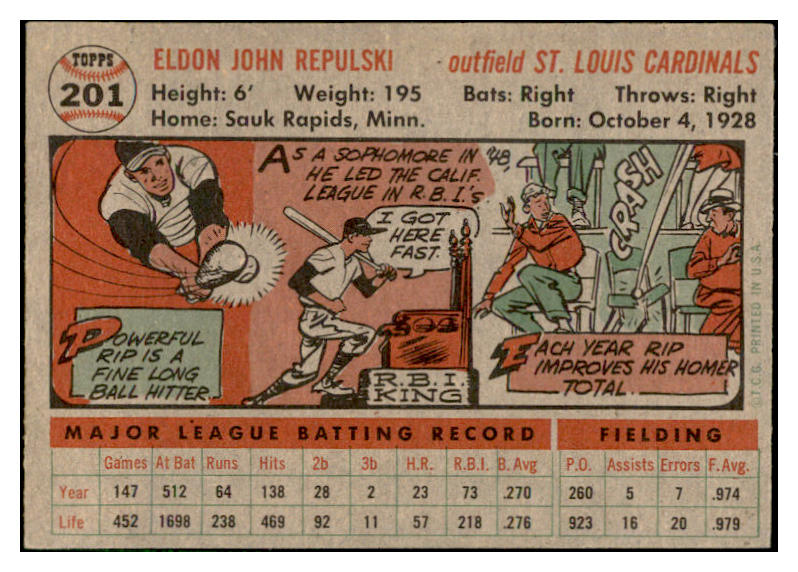 TOPPS
201
ELDON JOHN REPULSKI outfield ST. LOUIS CARDINALS
Height: 6' Weight: 195 Bats: Right Throws: Right
Home: Sauk Rapids, Minn. Born: October 4, 1928
AS A SOPHOMORE IN '48,
HE LED THE CALIF.
LEAGUE IN R.B.I.'s.
I GOT
HERE
FAST.
CRASH
POWERFUL
RIP IS A
FINE LONG
BALL HITTER.
R.B.I.
KING
EACH YEAR RIP
IMPROVES HIS HOMER
TOTAL.
©T.C.G. PRINTED IN U.S.A.
MAJOR LEAGUE BATTING RECORD FIELDING
Games At Bat Runs Hits 2b 3b H.R. R.B.I. B. Avg P.O. Assists Errors F. Avg.
Year 147 512 64 138 28 2 23 73 .270 260 5 7 .974
Life 452 1698 238 469 92 11 57 218 .276 923 16 20 .979